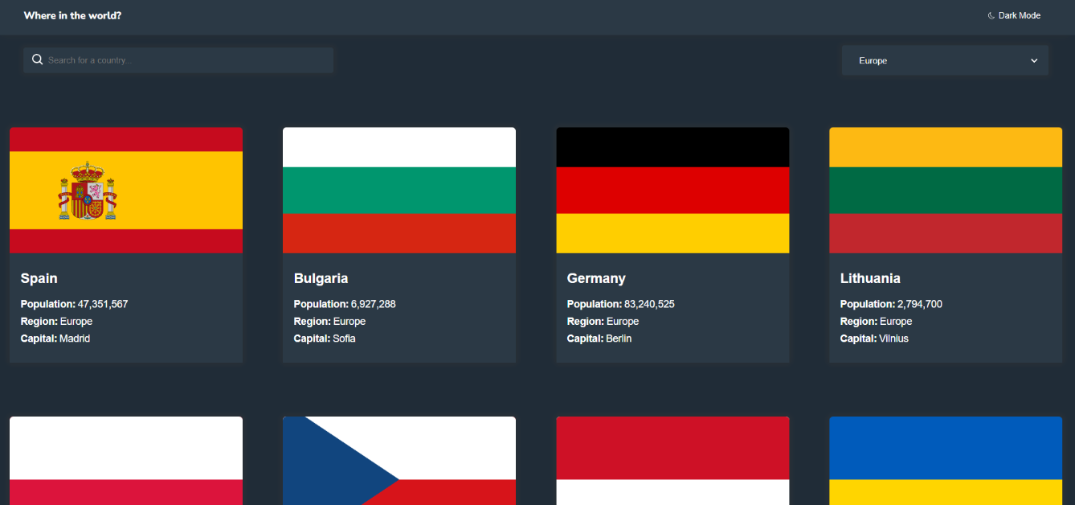 Where in the world?
Dark Mode
Search for a country...
Europe
Spain
Population: 47,351,567
Region: Europe
Capital: Madrid
Bulgaria
Population: 6,927,288
Region: Europe
Capital: Sofia
Germany
Population: 83,240,525
Region: Europe
Capital: Berlin
Lithuania
Population: 2,794,700
Region: Europe
Capital: Vilnius